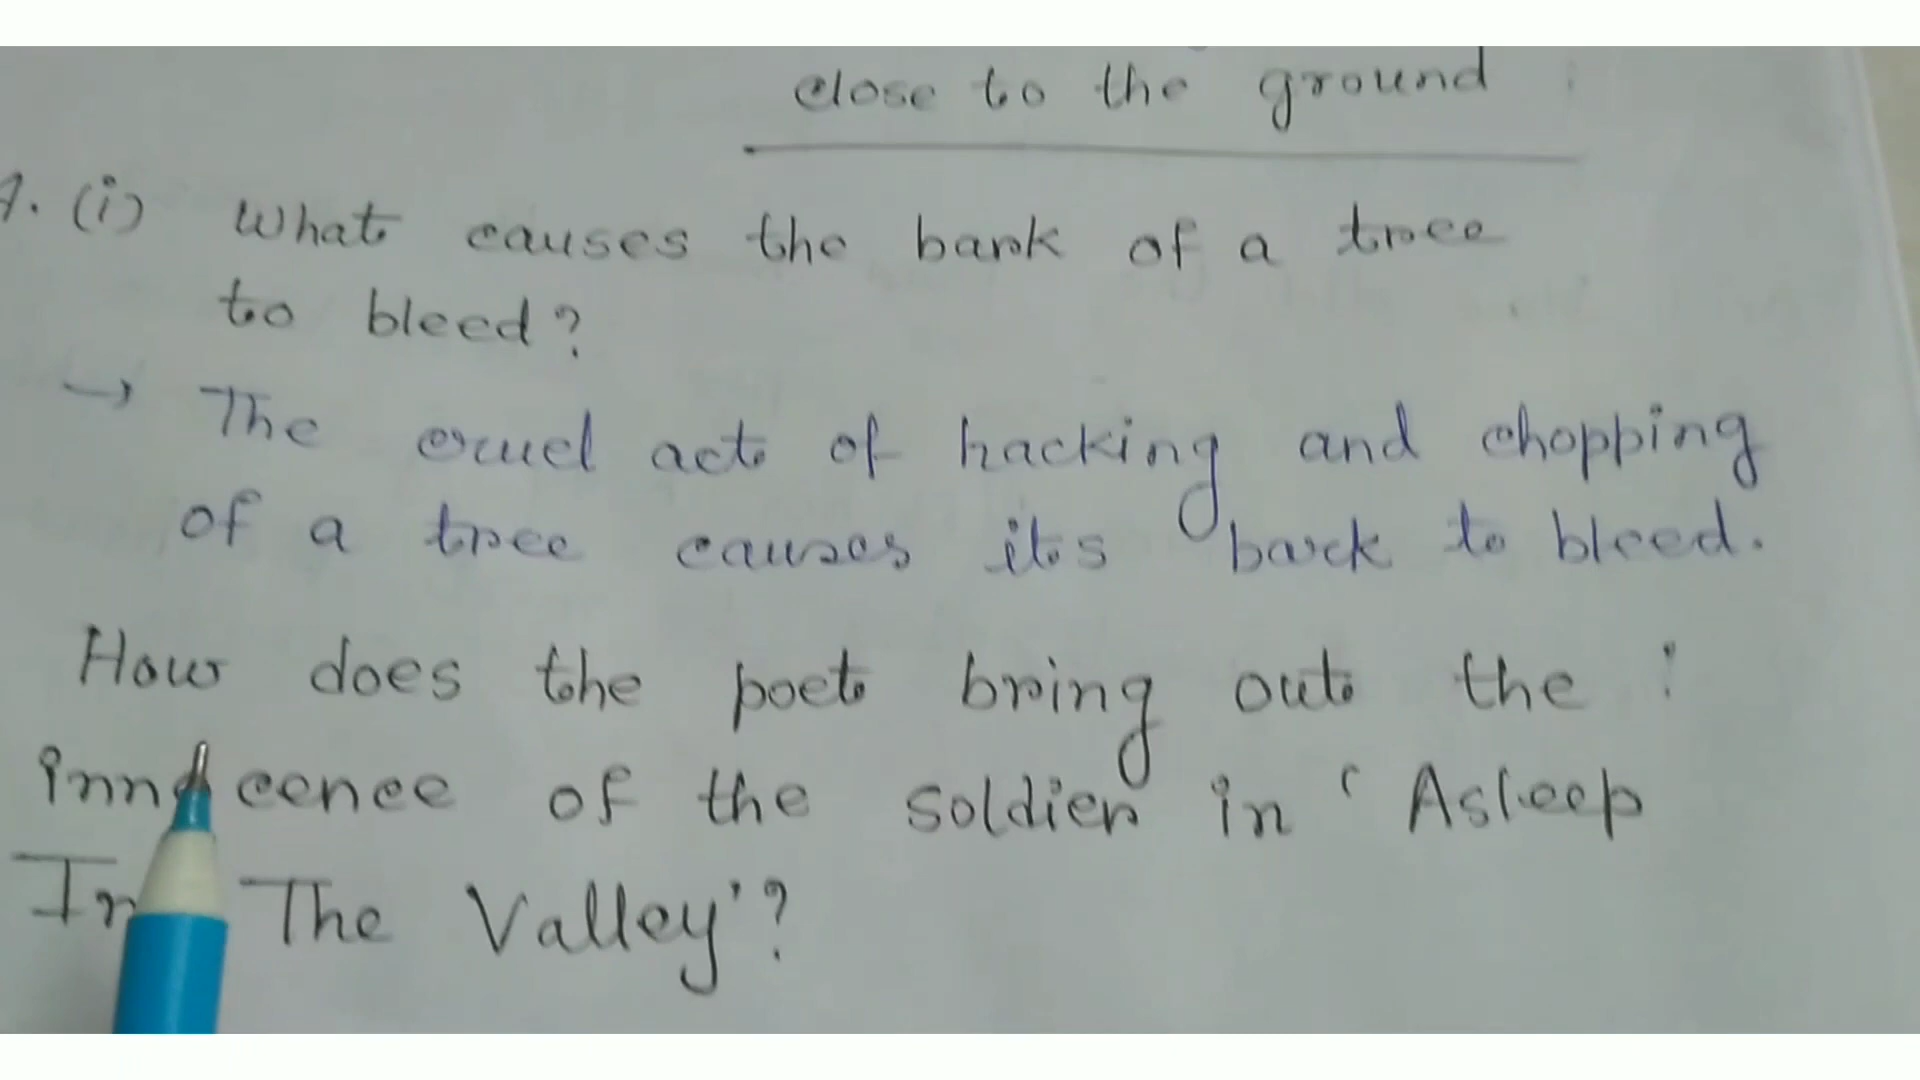 close to the ground
A. (i) What causes the bark of a tree
to bleed?
→ The cruel act of hacking and chopping
of a tree causes its bark to bleed.
How does the poet bring out the
innocence of the soldier in 'Asleep
In The Valley'?